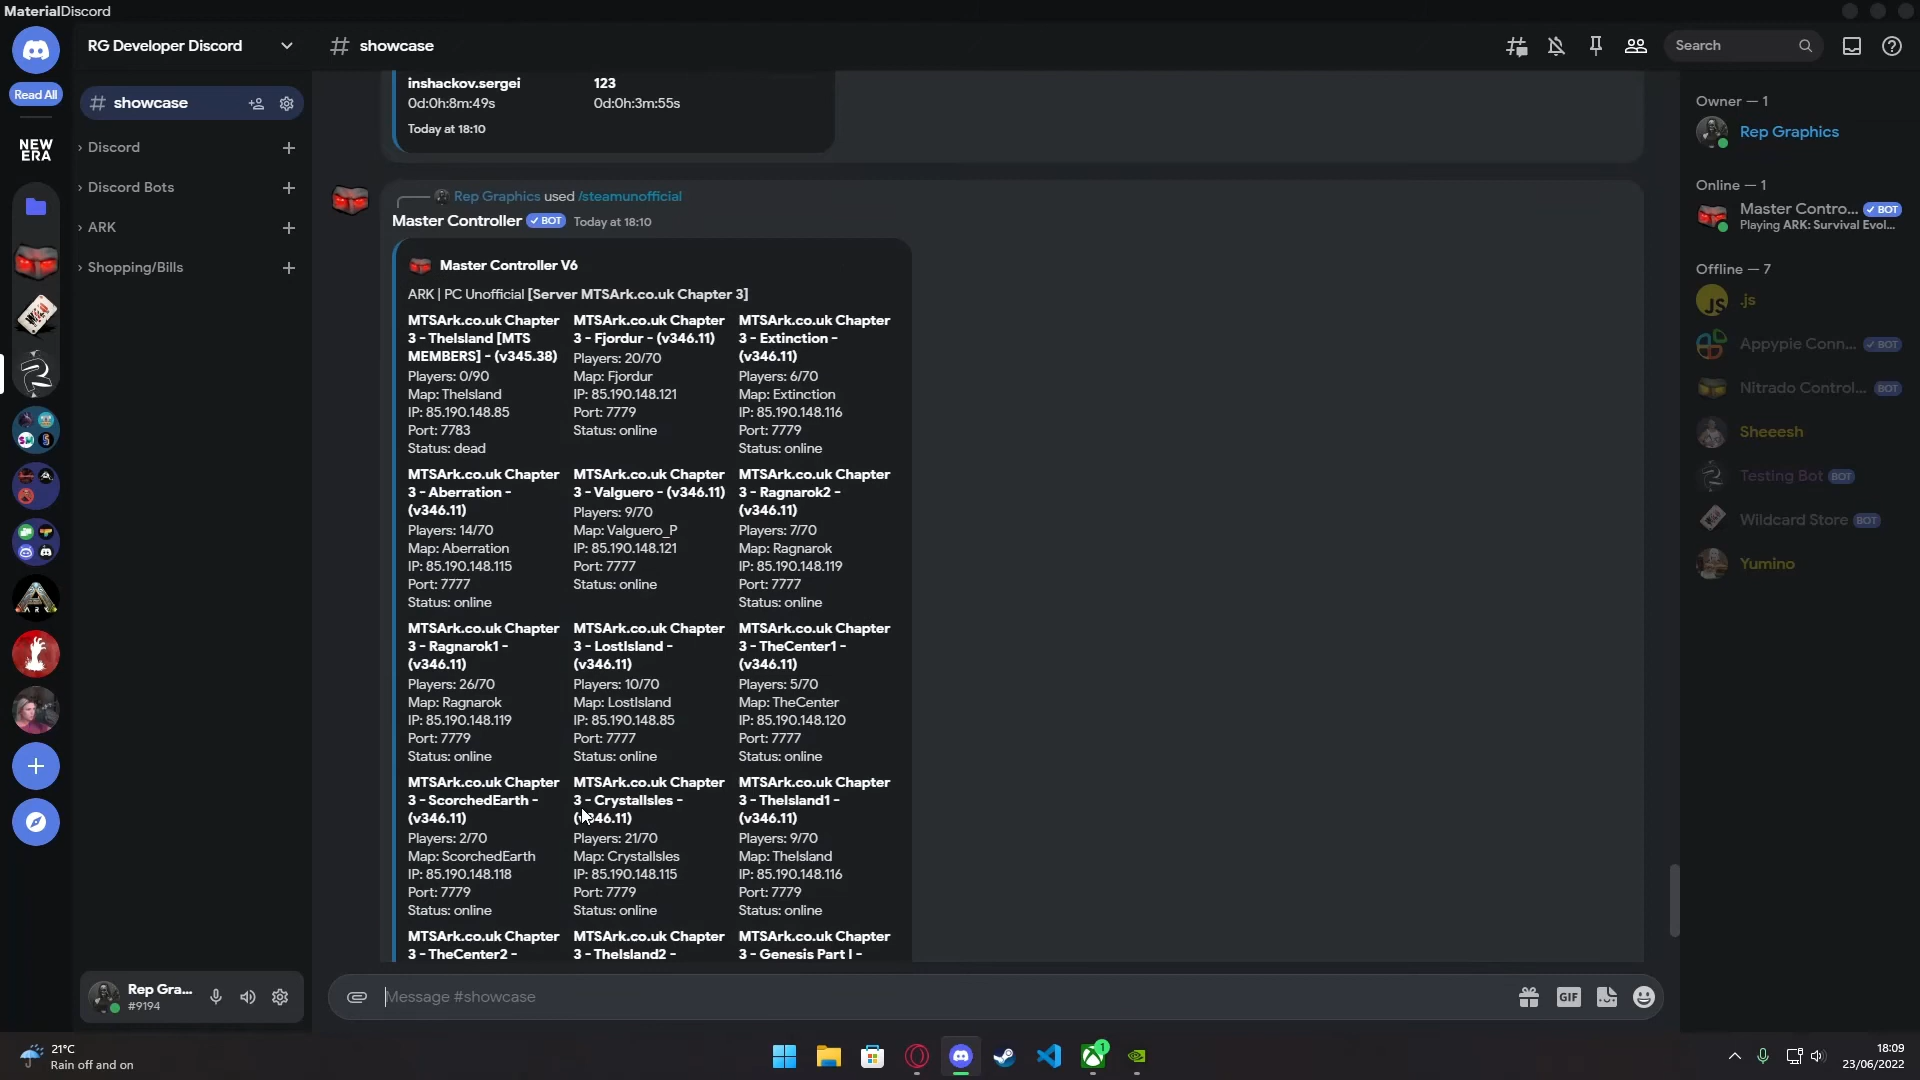 MaterialDiscord
RG Developer Discord
showcase
Search
Read All
showcase
NEW
ERA
Discord
Discord Bots
ARK
Shopping/Bills
inshackov.sergei 123
0d:0h:8m:49s 0d:0h:3m:55s
Today at 18:10
Rep Graphics used /steamunofficial
Master Controller ✓ BOT Today at 18:10
Master Controller V6
ARK | PC Unofficial [Server MTSArk.co.uk Chapter 3]
MTSArk.co.uk Chapter
3 - TheIsland [MTS
MEMBERS] - (v345.38)
Players: 0/90
Map: TheIsland
IP: 85.190.148.85
Port: 7783
Status: dead
MTSArk.co.uk Chapter
3 - Fjordur - (v346.11)
Players: 20/70
Map: Fjordur
IP: 85.190.148.121
Port: 7779
Status: online
MTSArk.co.uk Chapter
3 - Extinction -
(v346.11)
Players: 6/70
Map: Extinction
IP: 85.190.148.116
Port: 7779
Status: online
MTSArk.co.uk Chapter
3 - Aberration -
(v346.11)
Players: 14/70
Map: Aberration
IP: 85.190.148.115
Port: 7777
Status: online
MTSArk.co.uk Chapter
3 - Valguero - (v346.11)
Players: 9/70
Map: Valguero_P
IP: 85.190.148.121
Port: 7777
Status: online
MTSArk.co.uk Chapter
3 - Ragnarok2 -
(v346.11)
Players: 7/70
Map: Ragnarok
IP: 85.190.148.119
Port: 7777
Status: online
MTSArk.co.uk Chapter
3 - Ragnarok1 -
(v346.11)
Players: 26/70
Map: Ragnarok
IP: 85.190.148.119
Port: 7779
Status: online
MTSArk.co.uk Chapter
3 - LostIsland -
(v346.11)
Players: 10/70
Map: LostIsland
IP: 85.190.148.85
Port: 7777
Status: online
MTSArk.co.uk Chapter
3 - TheCenter1 -
(v346.11)
Players: 5/70
Map: TheCenter
IP: 85.190.148.120
Port: 7777
Status: online
MTSArk.co.uk Chapter
3 - ScorchedEarth -
(v346.11)
Players: 2/70
Map: ScorchedEarth
IP: 85.190.148.118
Port: 7779
Status: online
MTSArk.co.uk Chapter
3 - CrystalIsles -
(v346.11)
Players: 21/70
Map: CrystalIsles
IP: 85.190.148.115
Port: 7779
Status: online
MTSArk.co.uk Chapter
3 - TheIsland1 -
(v346.11)
Players: 9/70
Map: TheIsland
IP: 85.190.148.116
Port: 7779
Status: online
MTSArk.co.uk Chapter
3 - TheCenter2 -
MTSArk.co.uk Chapter
3 - TheIsland2 -
MTSArk.co.uk Chapter
3 - Genesis Part I -
Message #showcase
GIF
Owner — 1
Rep Graphics
Online — 1
Master Contro... ✓ BOT
Playing ARK: Survival Evol...
Offline — 7
JS .js
Appypie Conn... ✓ BOT
Nitrado Control... BOT
Sheeesh
Testing Bot BOT
Wildcard Store BOT
Yumino
Rep Gra...
#9194
21°C
Rain off and on
1
18:09
23/06/2022